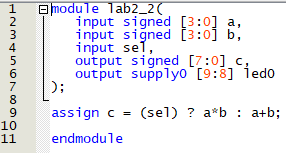 1 module lab2_2(
2 input signed [3:0] a,
3 input signed [3:0] b,
4 input sel,
5 output signed [7:0] c,
6 output supply0 [9:8] led0
7 );
8
9 assign c = (sel) ? a*b : a+b;
10
11 endmodule